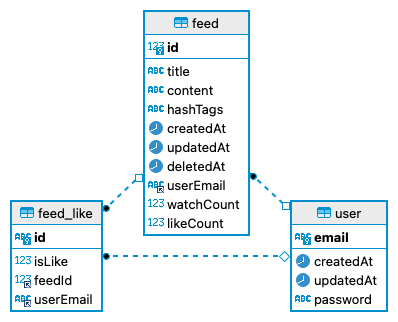 feed
123 id
ABC title
ABC content
ABC hashTags
createdAt
updatedAt
deletedAt
ABC userEmail
123 watchCount
123 likeCount
feed_like
ABC id
123 isLike
123 feedId
ABC userEmail
user
ABC email
createdAt
updatedAt
ABC password